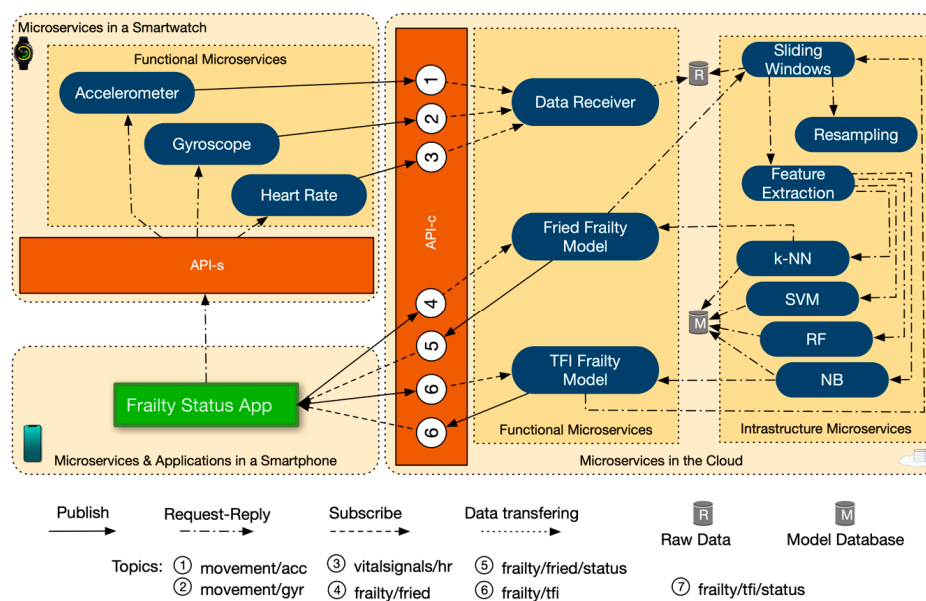 Microservices in a Smartwatch
Functional Microservices
Accelerometer
Gyroscope
Heart Rate
API-s
Frailty Status App
Microservices & Applications in a Smartphone
API-c
1
2
3
4
5
6
6
Data Receiver
Fried Frailty
Model
TFI Frailty
Model
Functional Microservices
Microservices in the Cloud
R
M
Sliding
Windows
Resampling
Feature
Extraction
k-NN
SVM
RF
NB
Intrastructure Microservices
Publish
Request-Reply
Subscribe
Data transfering
R
Raw Data
M
Model Database
Topics:
1 movement/acc
2 movement/gyr
3 vitalsignals/hr
4 frailty/fried
5 frailty/fried/status
6 frailty/tfi
7 frailty/tfi/status